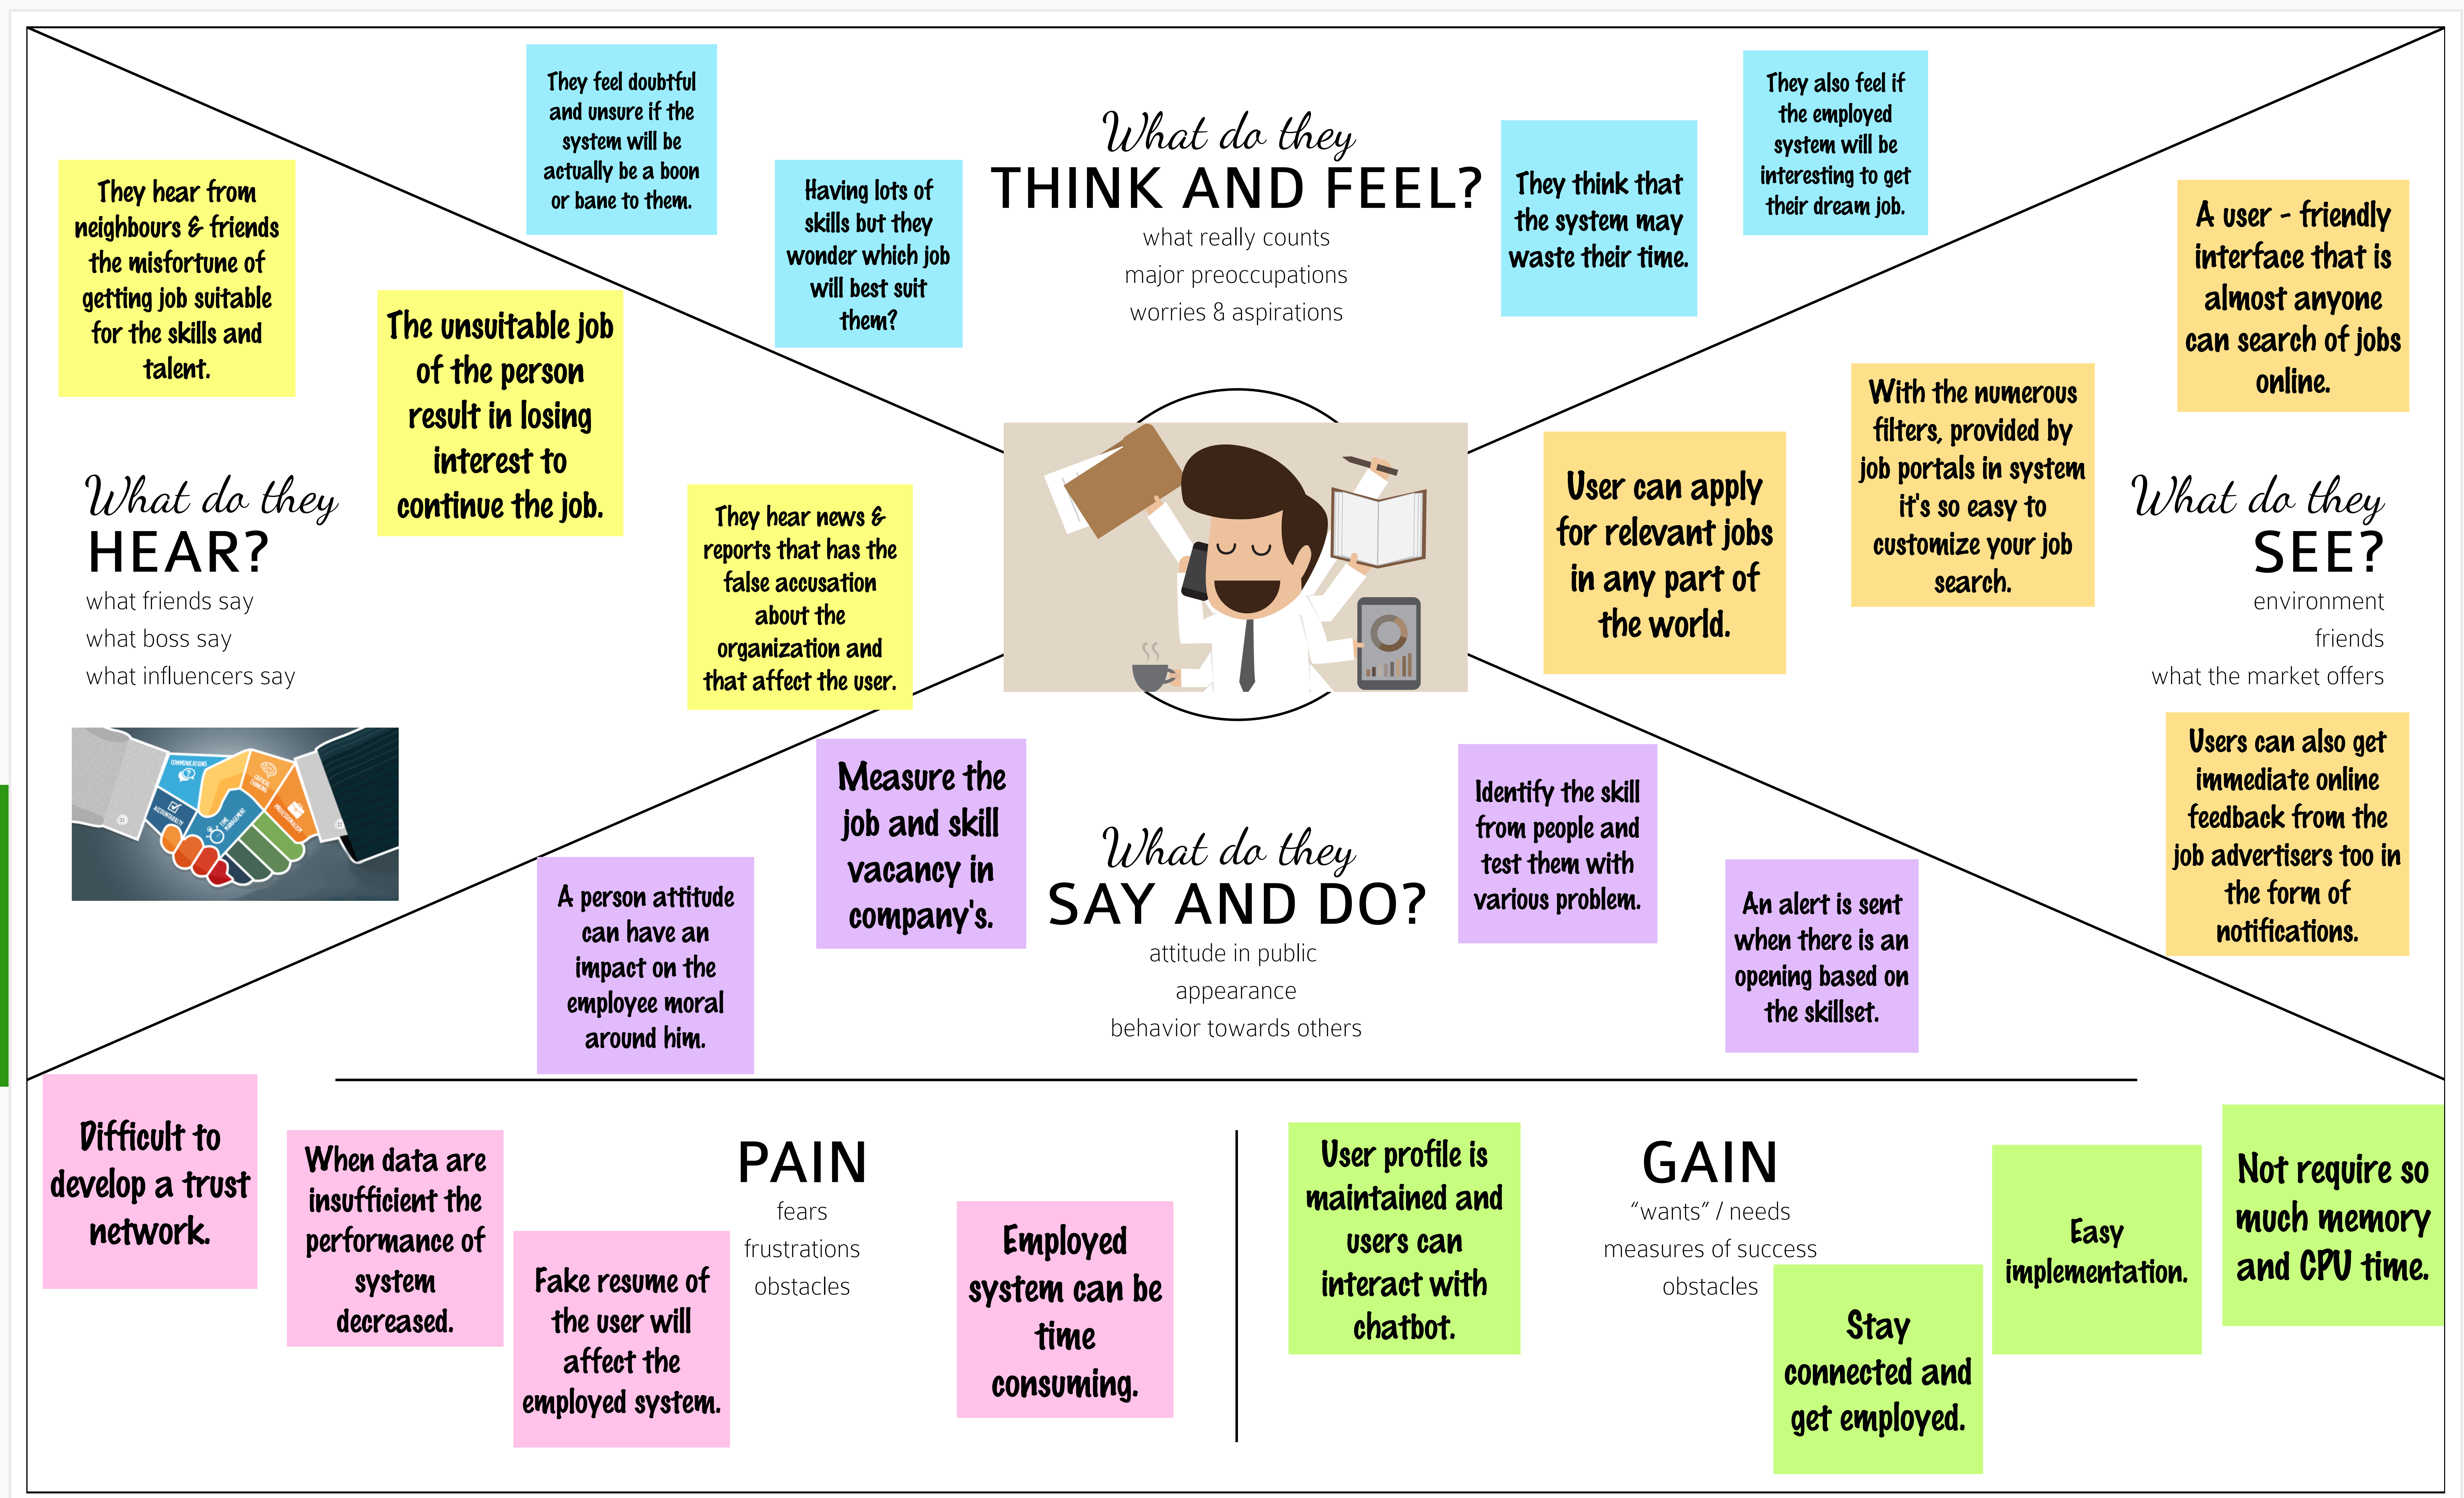 They feel doubtful
and unsure if the
system will be
actually be a boon
or bane to them.
Having lots of
skills but they
wonder which job
will best suit
them?
What do they
THINK AND FEEL?
what really counts
major preoccupations
worries & aspirations
They think that
the system may
waste their time.
They also feel if
the employed
system will be
interesting to get
their dream job.
They hear from
neighbours & friends
the misfortune of
getting job suitable
for the skills and
talent.
The unsuitable job
of the person
result in losing
interest to
continue the job.
They hear news &
reports that has the
false accusation
about the
organization and
that affect the user.
What do they
HEAR?
what friends say
what boss say
what influencers say
COMMUNICATIONS
CRITICAL
THINKING
ACCOUNTABILITY
TIME
MANAGEMENT
PROFESSIONALISM
User can apply
for relevant jobs
in any part of
the world.
With the numerous
filters, provided by
job portals in system
it's so easy to
customize your job
search.
A user - friendly
interface that is
almost anyone
can search of jobs
online.
What do they
SEE?
environment
friends
what the market offers
Users can also get
immediate online
feedback from the
job advertisers too in
the form of
notifications.
A person attitude
can have an
impact on the
employee moral
around him.
Measure the
job and skill
vacancy in
company's.
What do they
SAY AND DO?
attitude in public
appearance
behavior towards others
Identify the skill
from people and
test them with
various problem.
An alert is sent
when there is an
opening based on
the skillset.
Difficult to
develop a trust
network.
When data are
insufficient the
performance of
system
decreased.
Fake resume of
the user will
affect the
employed system.
PAIN
fears
frustrations
obstacles
Employed
system can be
time
consuming.
User profile is
maintained and
users can
interact with
chatbot.
GAIN
“wants” / needs
measures of success
obstacles
Stay
connected and
get employed.
Easy
implementation.
Not require so
much memory
and CPU time.